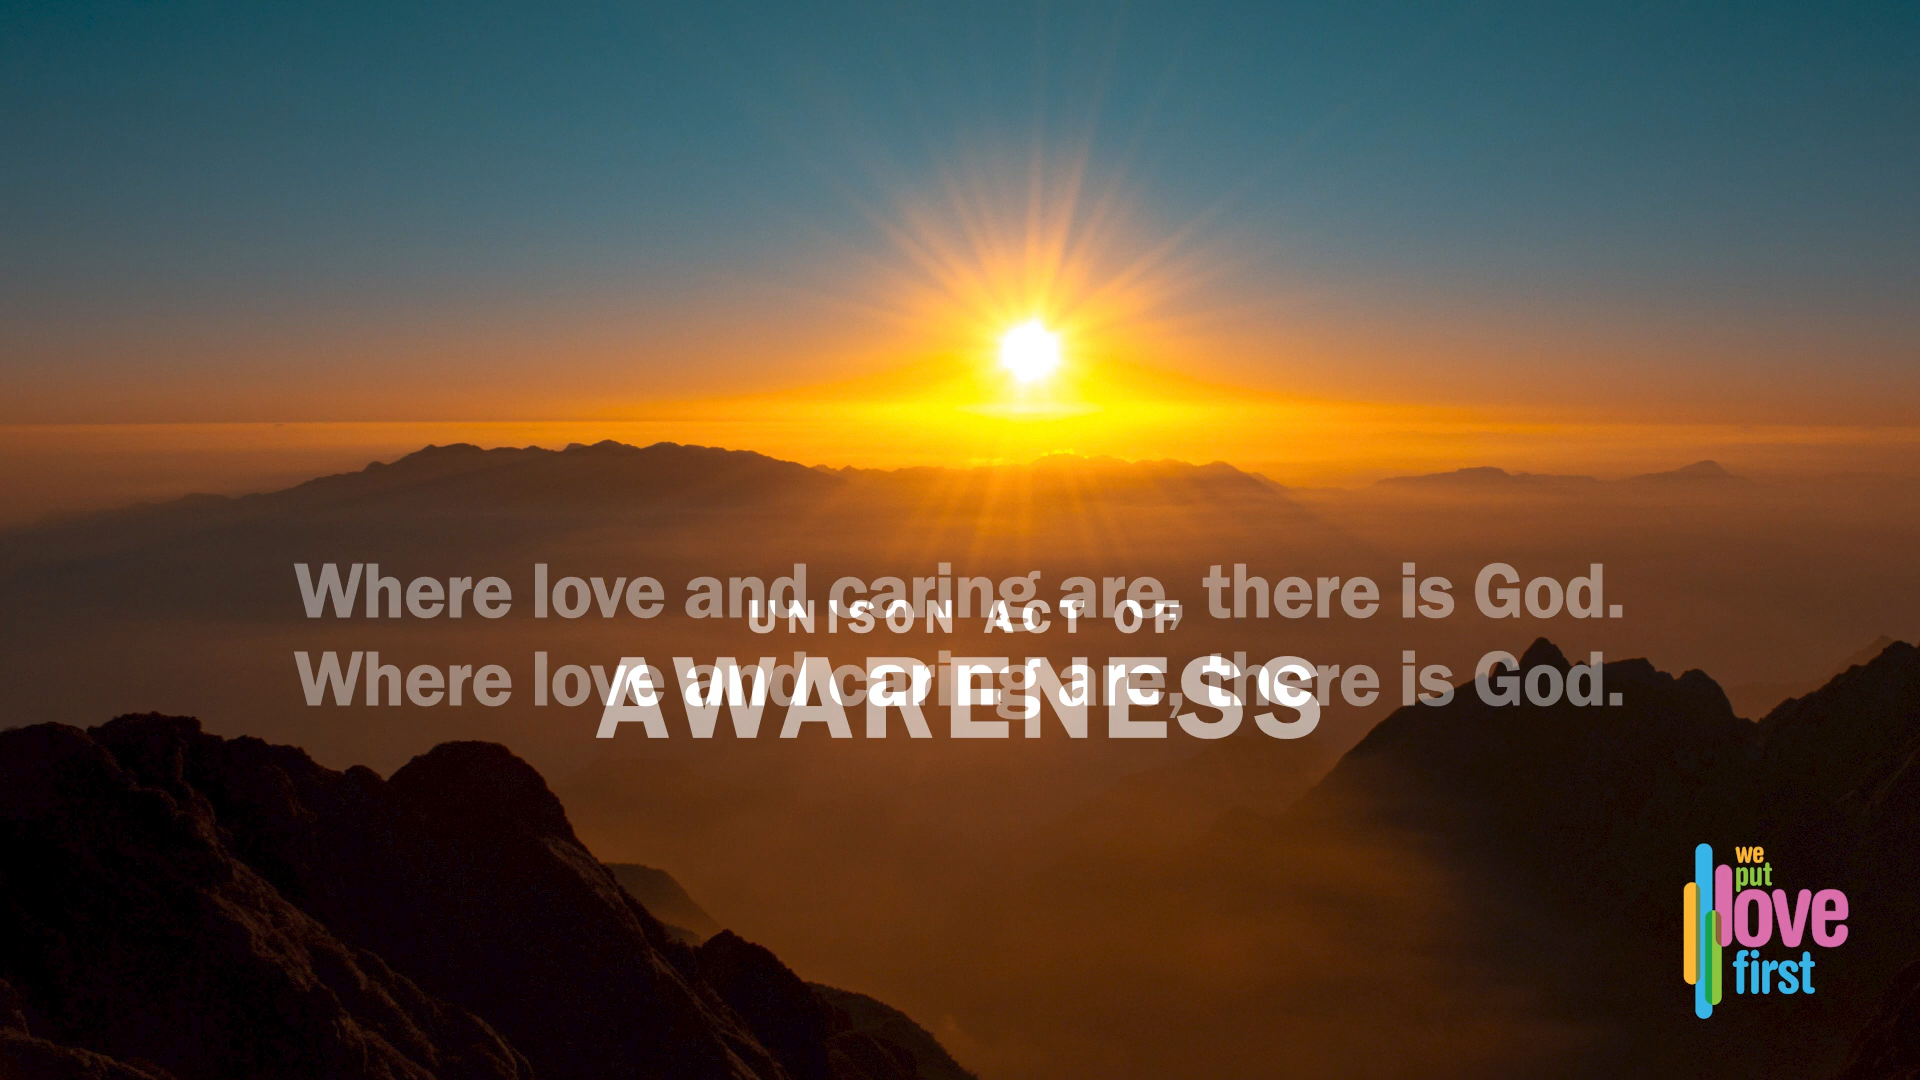 Where love and caring are, there is God.
UNISON ACT OF
Where love and caring are, there is God.
AWARENESS
we
put
love
first